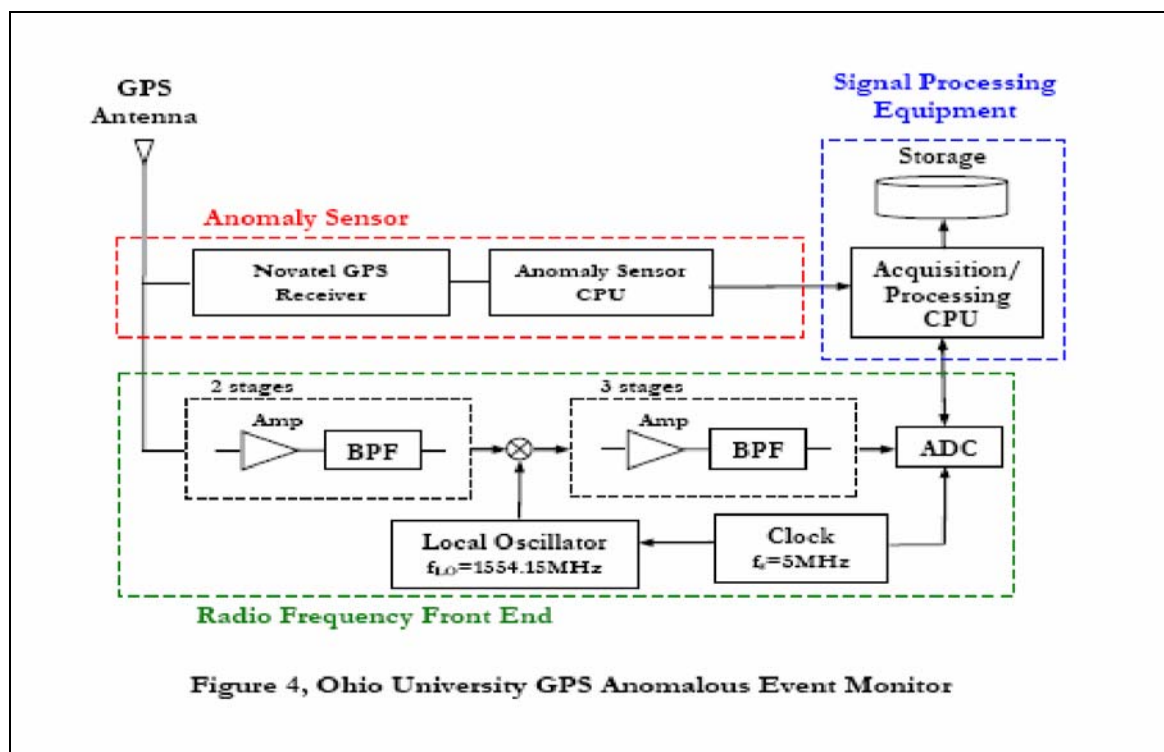 GPS
Antenna
Signal Processing
Equipment
Storage
Anomaly Sensor
Novatel GPS
Receiver
Anomaly Sensor
CPU
Acquisition/
Processing
CPU
2 stages
Amp
BPF
3 stages
Amp
BPF
ADC
Local Oscillator
fLO=1554.15MHz
Clock
fs=5MHz
Radio Frequency Front End
Figure 4, Ohio University GPS Anomalous Event Monitor